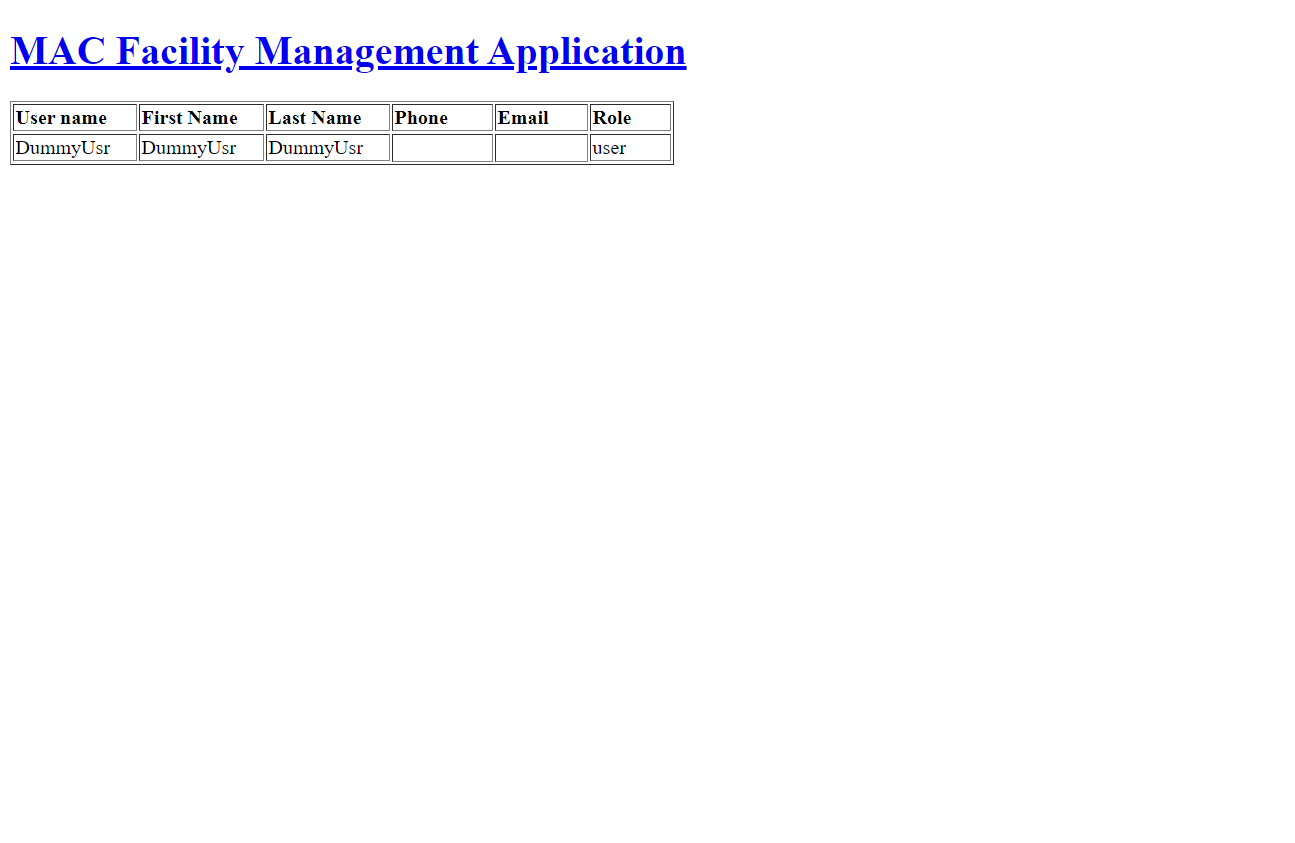 MAC Facility Management Application
User name First Name Last Name Phone Email Role
DummyUsr DummyUsr DummyUsr user